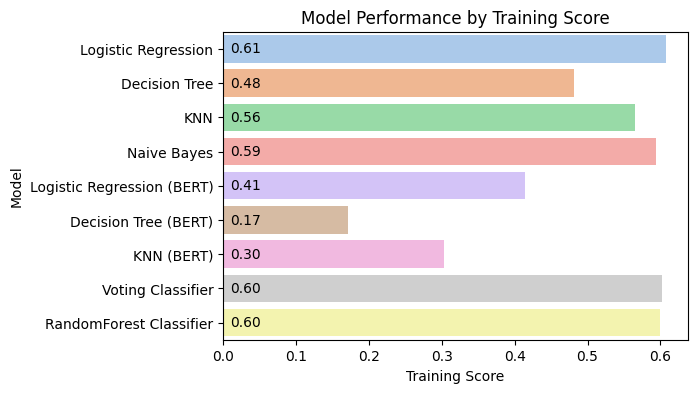 Model Performance by Training Score
Model
Logistic Regression 0.61
Decision Tree 0.48
KNN 0.56
Naive Bayes 0.59
Logistic Regression (BERT) 0.41
Decision Tree (BERT) 0.17
KNN (BERT) 0.30
Voting Classifier 0.60
RandomForest Classifier 0.60
0.0 0.1 0.2 0.3 0.4 0.5 0.6
Training Score